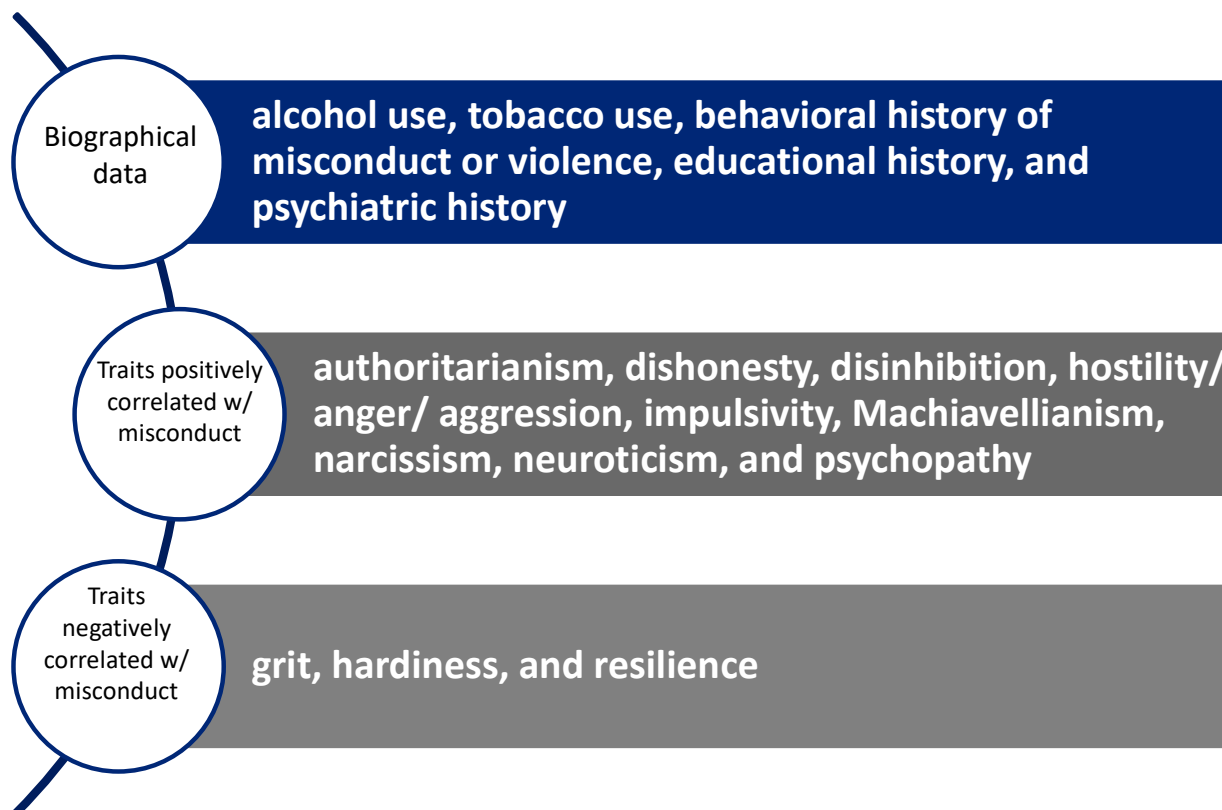 Biographical
data
alcohol use, tobacco use, behavioral history of
misconduct or violence, educational history, and
psychiatric history
Traits positively
correlated w/
misconduct
authoritarianism, dishonesty, disinhibition, hostility/
anger/ aggression, impulsivity, Machiavellianism,
narcissism, neuroticism, and psychopathy
Traits
negatively
correlated w/
misconduct
grit, hardiness, and resilience